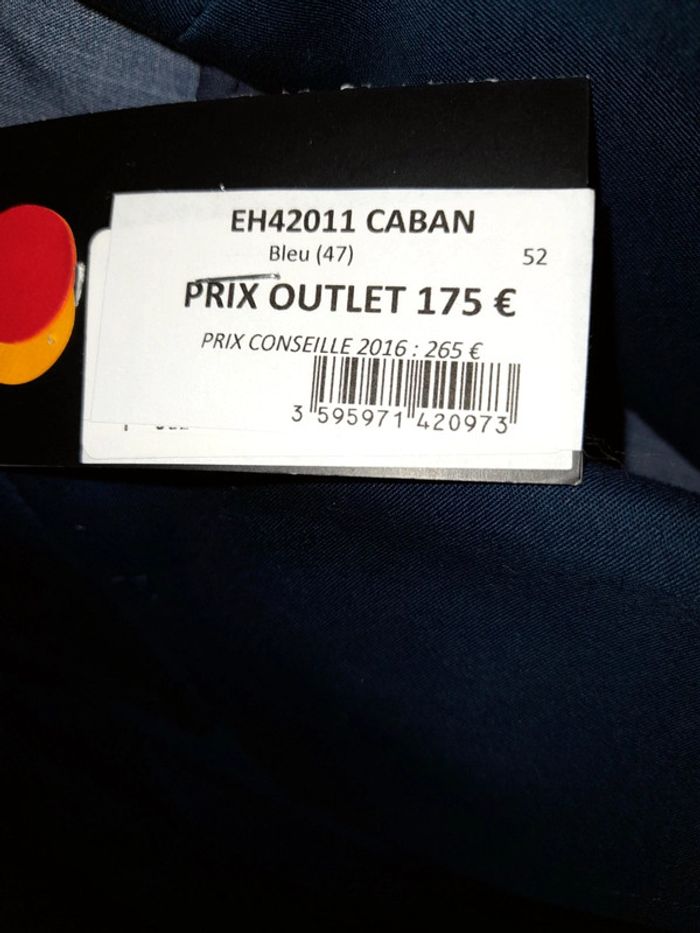 EH42011 CABAN
Bleu (47)
52
PRIX OUTLET 175 €
PRIX CONSEILLE 2016 : 265 €
3 595971 420973